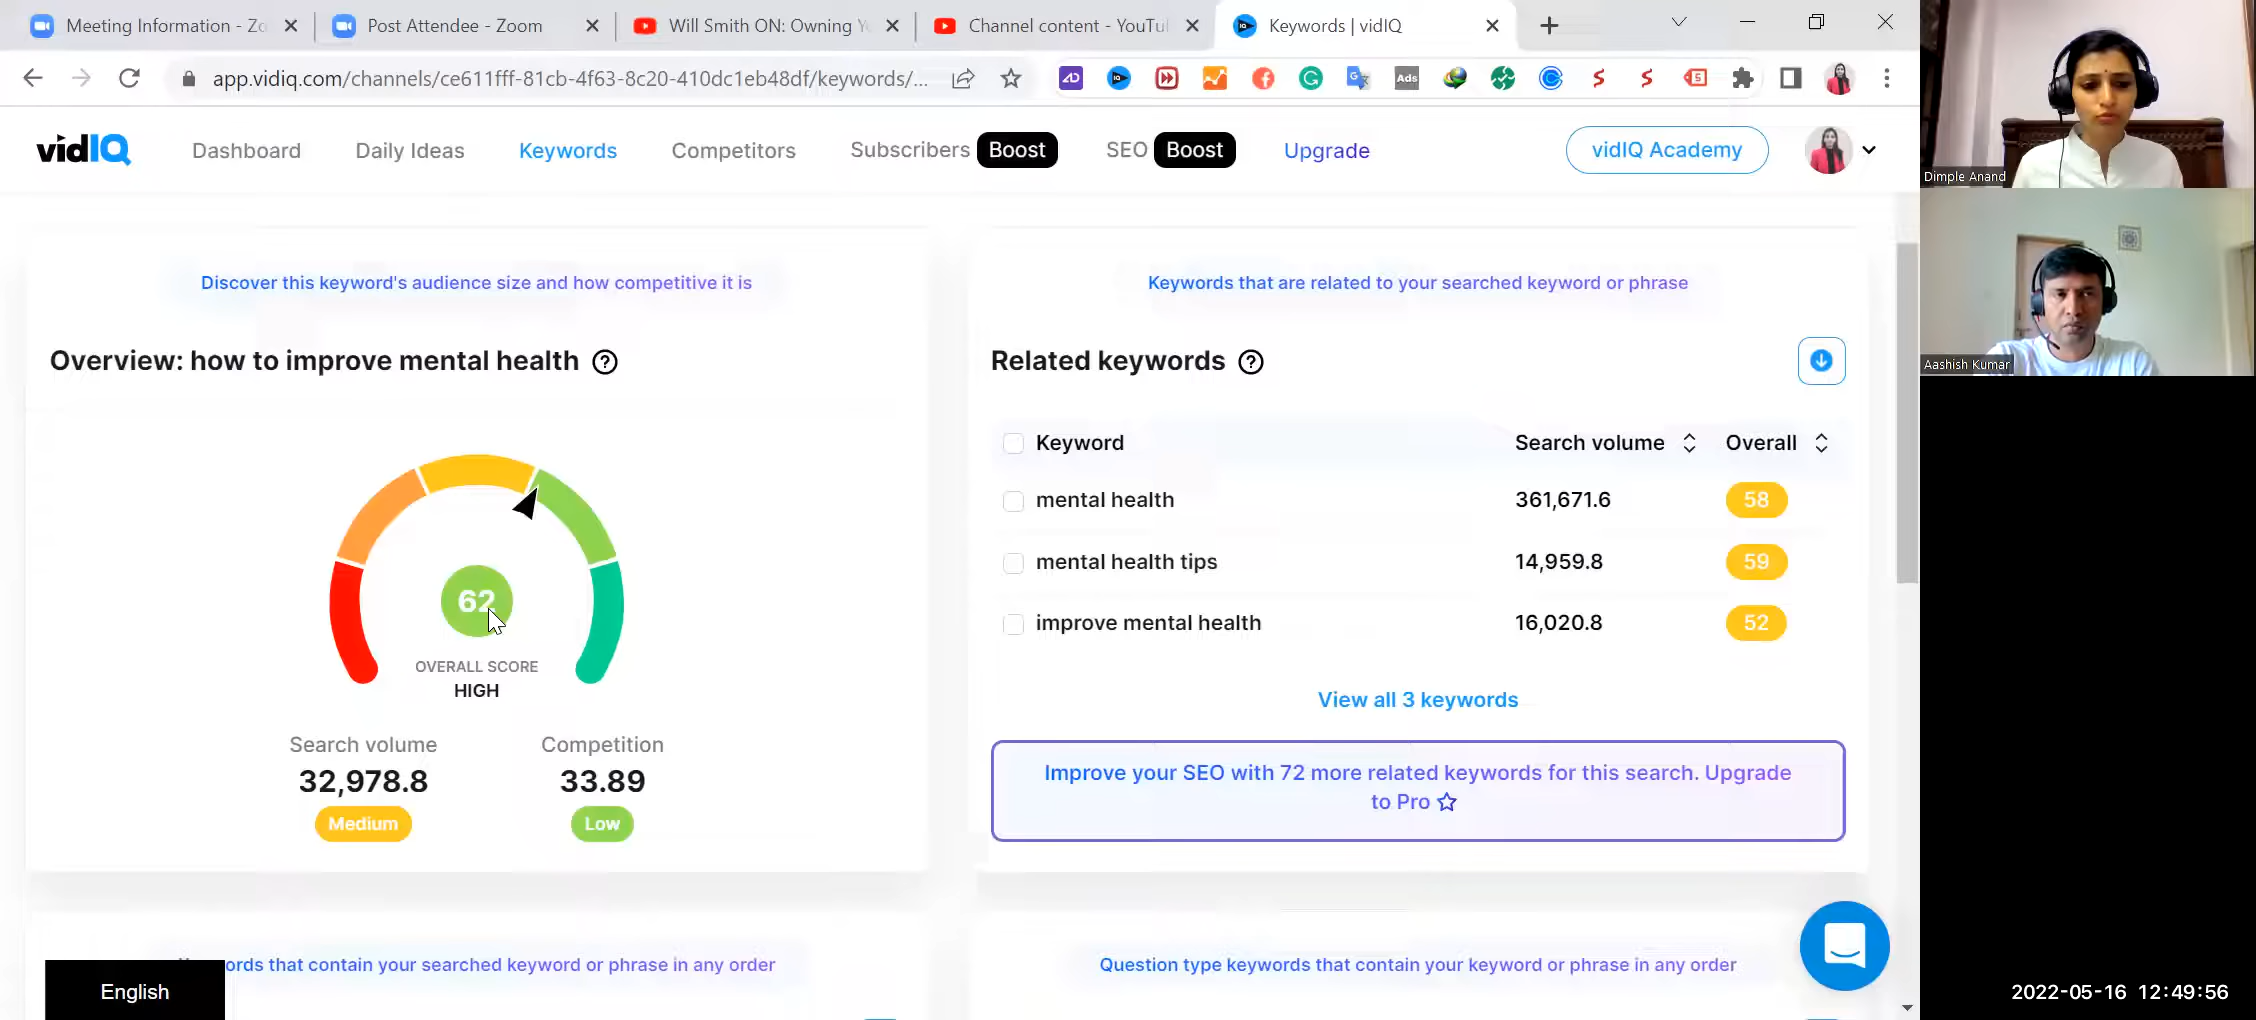 Meeting Information - Zo
Post Attendee - Zoom
Will Smith ON: Owning Y
Channel content - YouTu
Keywords | vidIQ
app.vidiq.com/channels/ce611fff-81cb-4f63-8c20-410dc1eb48df/keywords/...
vidIQ
Dashboard
Daily Ideas
Keywords
Competitors
Subscribers Boost
SEO Boost
Upgrade
vidIQ Academy
Discover this keyword's audience size and how competitive it is
Overview: how to improve mental health
62
OVERALL SCORE
HIGH
Search volume
32,978.8
Medium
Competition
33.89
Low
Keywords that are related to your searched keyword or phrase
Related keywords
Keyword Search volume Overall
mental health 361,671.6 58
mental health tips 14,959.8 59
improve mental health 16,020.8 52
View all 3 keywords
Improve your SEO with 72 more related keywords for this search. Upgrade
to Pro
ords that contain your searched keyword or phrase in any order
Question type keywords that contain your keyword or phrase in any order
English
Dimple Anand
Aashish Kumar
2022-05-16 12:49:56